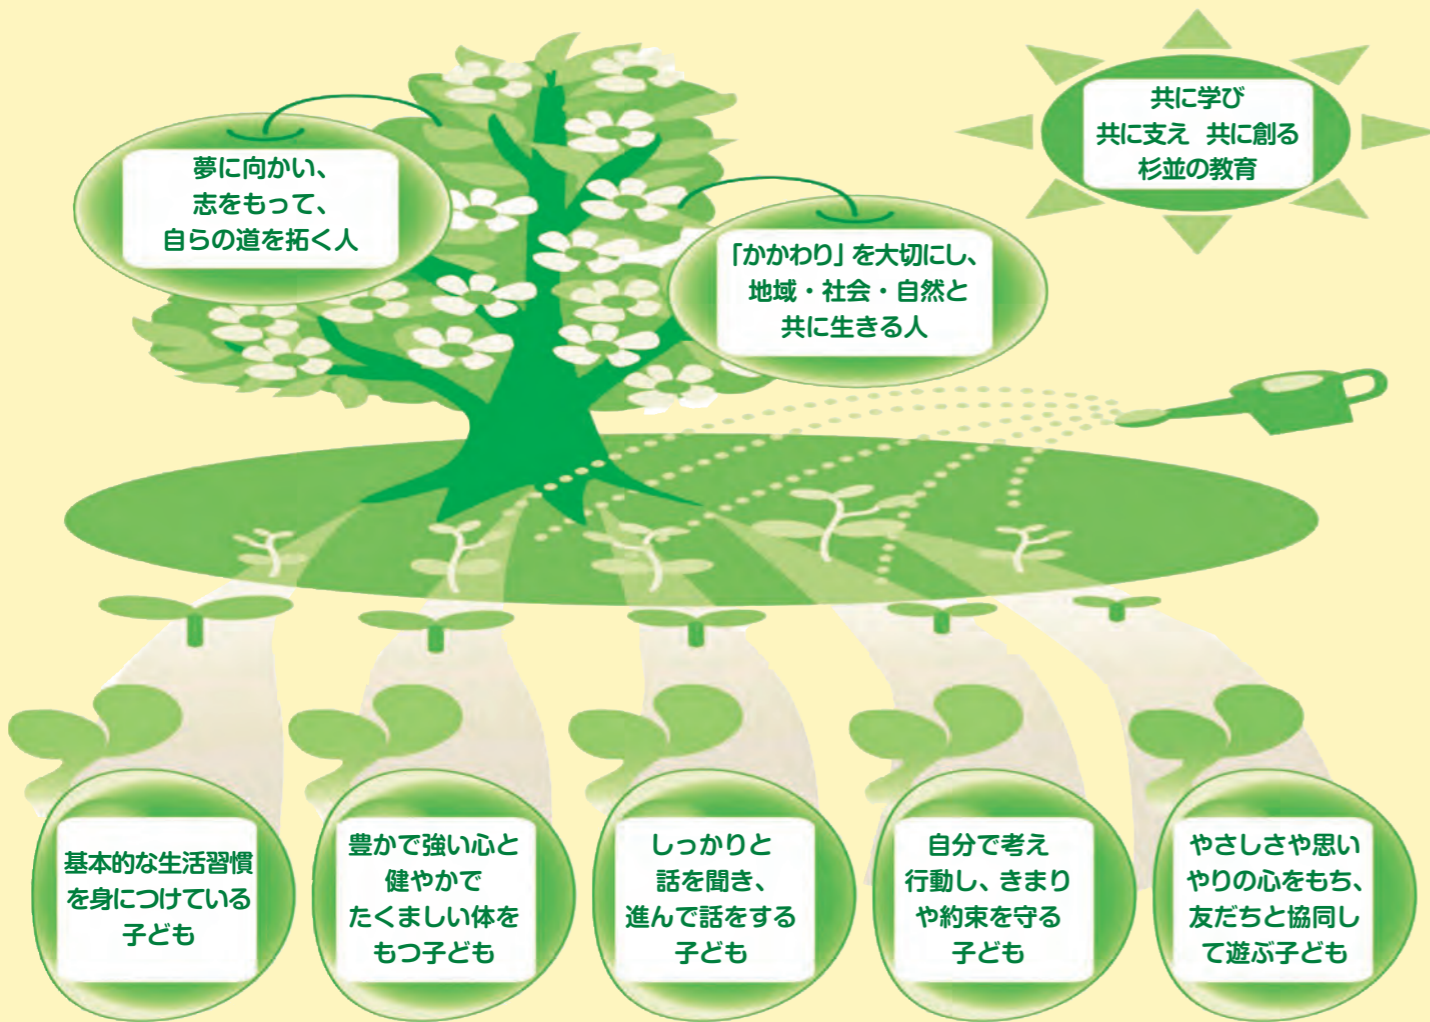 共に学び
共に支え 共に創る
杉並の教育
夢に向かい、
志をもって、
自らの道を拓く人
「かかわり」を大切にし、
地域・社会・自然と
共に生きる人
基本的な生活習慣
を身につけている
子ども
豊かで強い心と
健やかで
たくましい体を
もつ子ども
しっかりと
話を聞き、
進んで話をする
子ども
自分で考え
行動し、きまり
や約束を守る
子ども
やさしさや思い
やりの心をもち、
友だちと協同し
て遊ぶ子ども